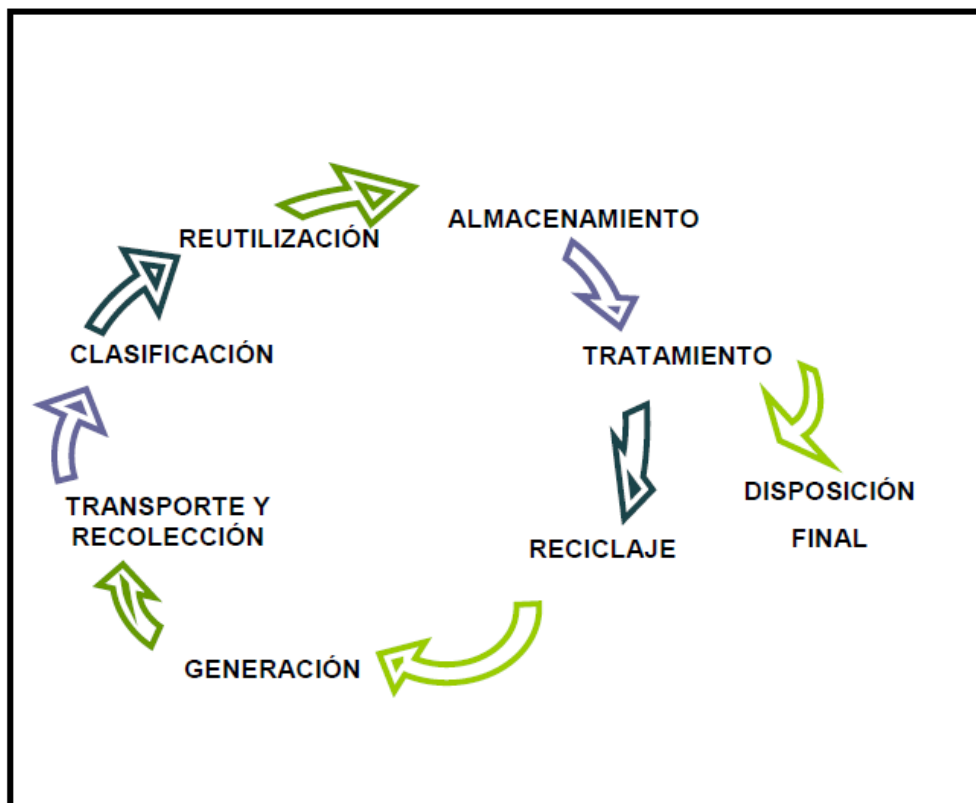 REUTILIZACIÓN
ALMACENAMIENTO
CLASIFICACIÓN
TRATAMIENTO
TRANSPORTE Y
RECOLECCIÓN
DISPOSICIÓN
FINAL
RECICLAJE
GENERACIÓN